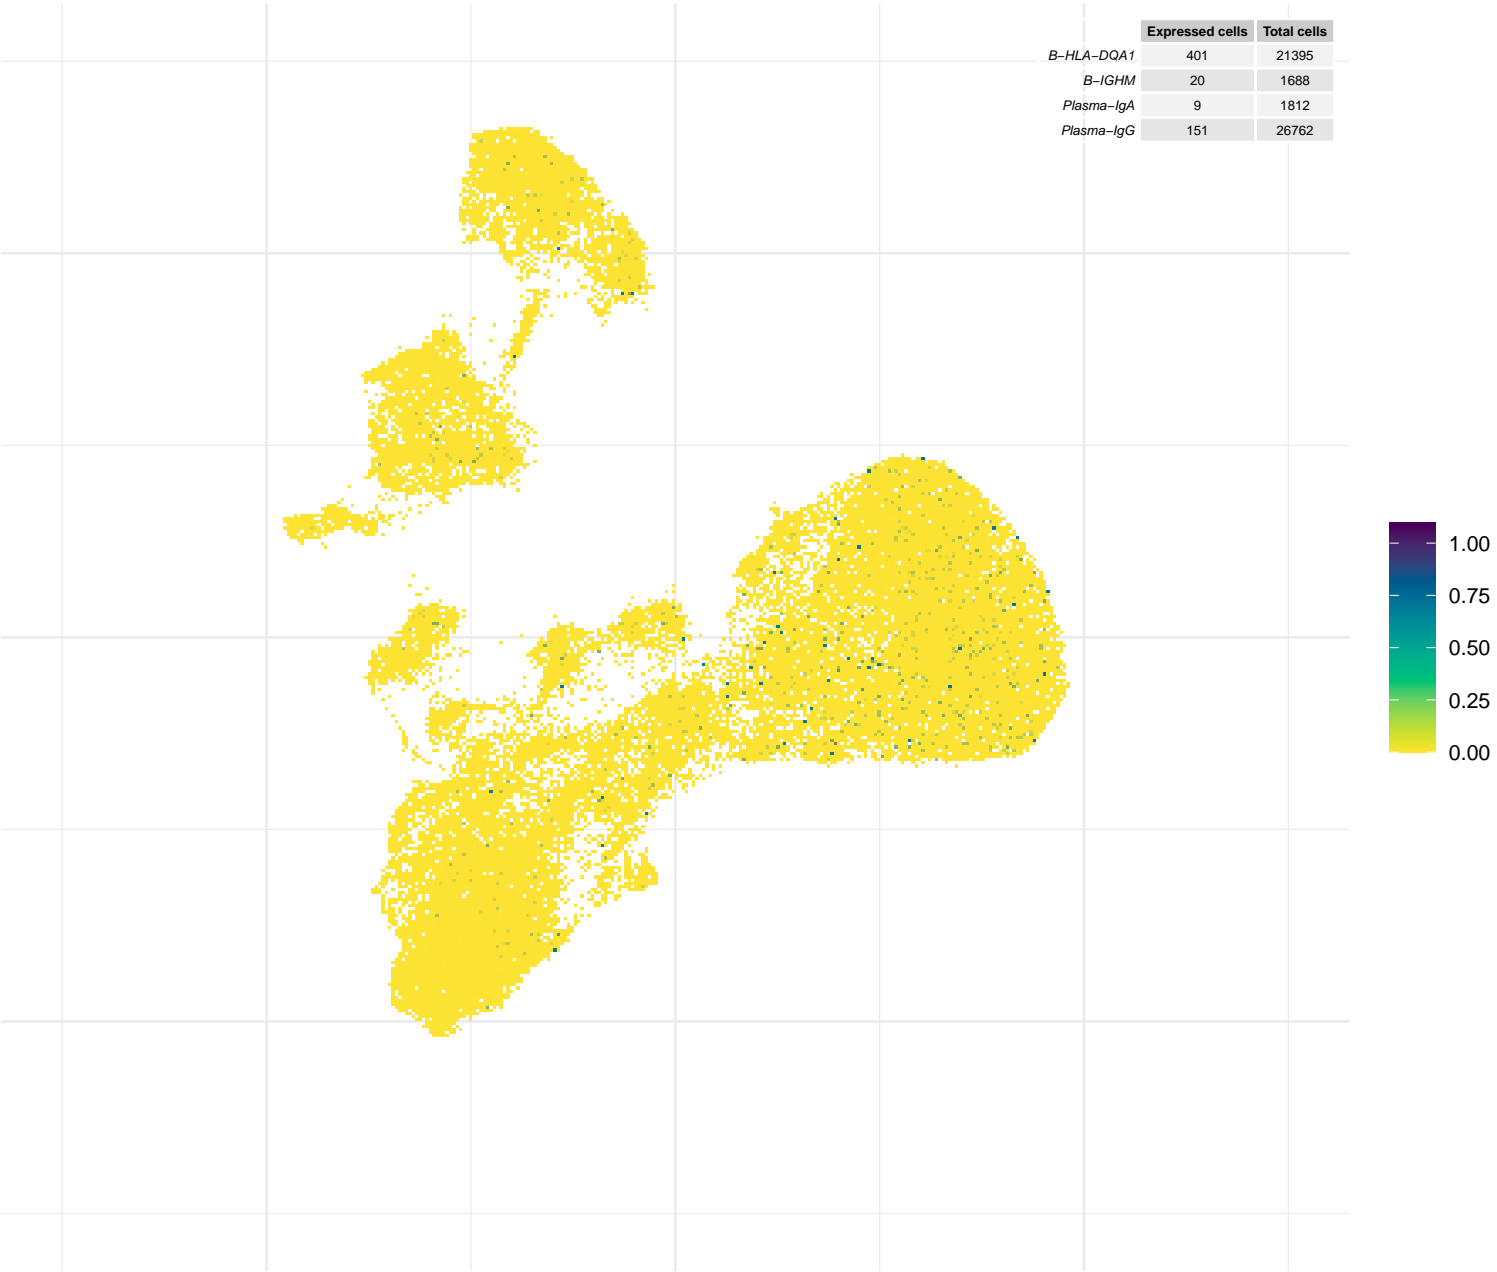 Expressed cells Total cells
B−HLA−DQA1 401 21395
B−IGHM 20 1688
Plasma−IgA 9 1812
Plasma−IgG 151 26762
1.00
0.75
0.50
0.25
0.00